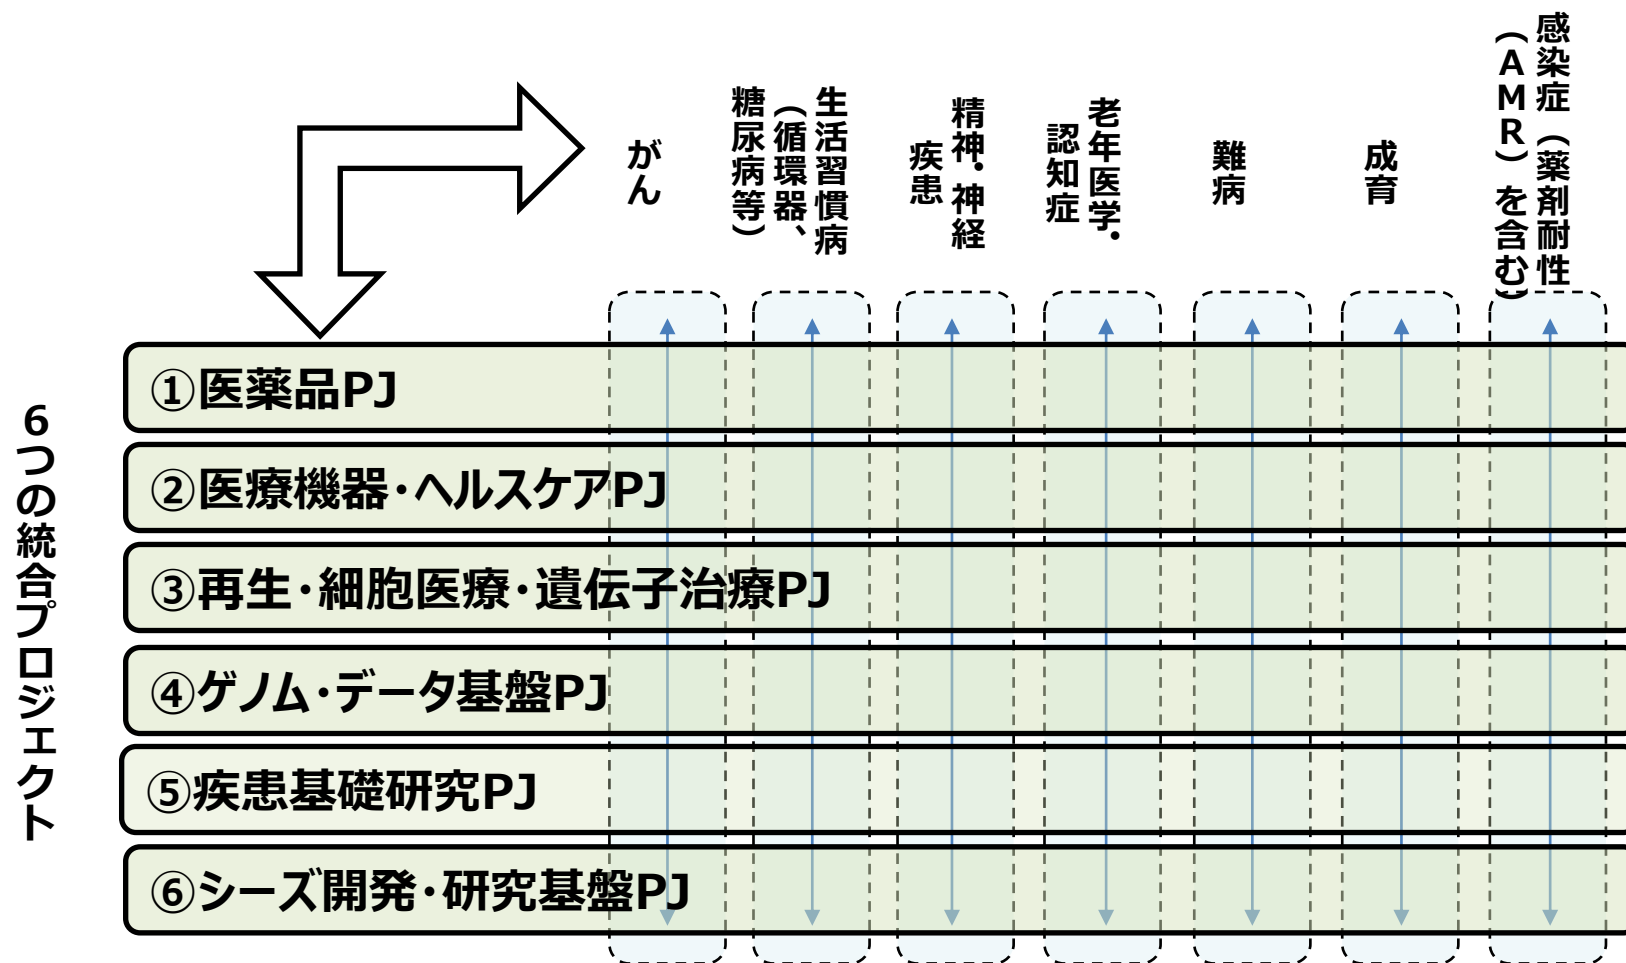 がん
生活習慣病
(循環器、
糖尿病等)
精神・神経
疾患
老年医学・
認知症
難病
成育
感染症(薬剤耐性
(AMR)を含む)
6つの統合プロジェクト
①医薬品PJ
②医療機器・ヘルスケアPJ
③再生・細胞医療・遺伝子治療PJ
④ゲノム・データ基盤PJ
⑤疾患基礎研究PJ
⑥シーズ開発・研究基盤PJ